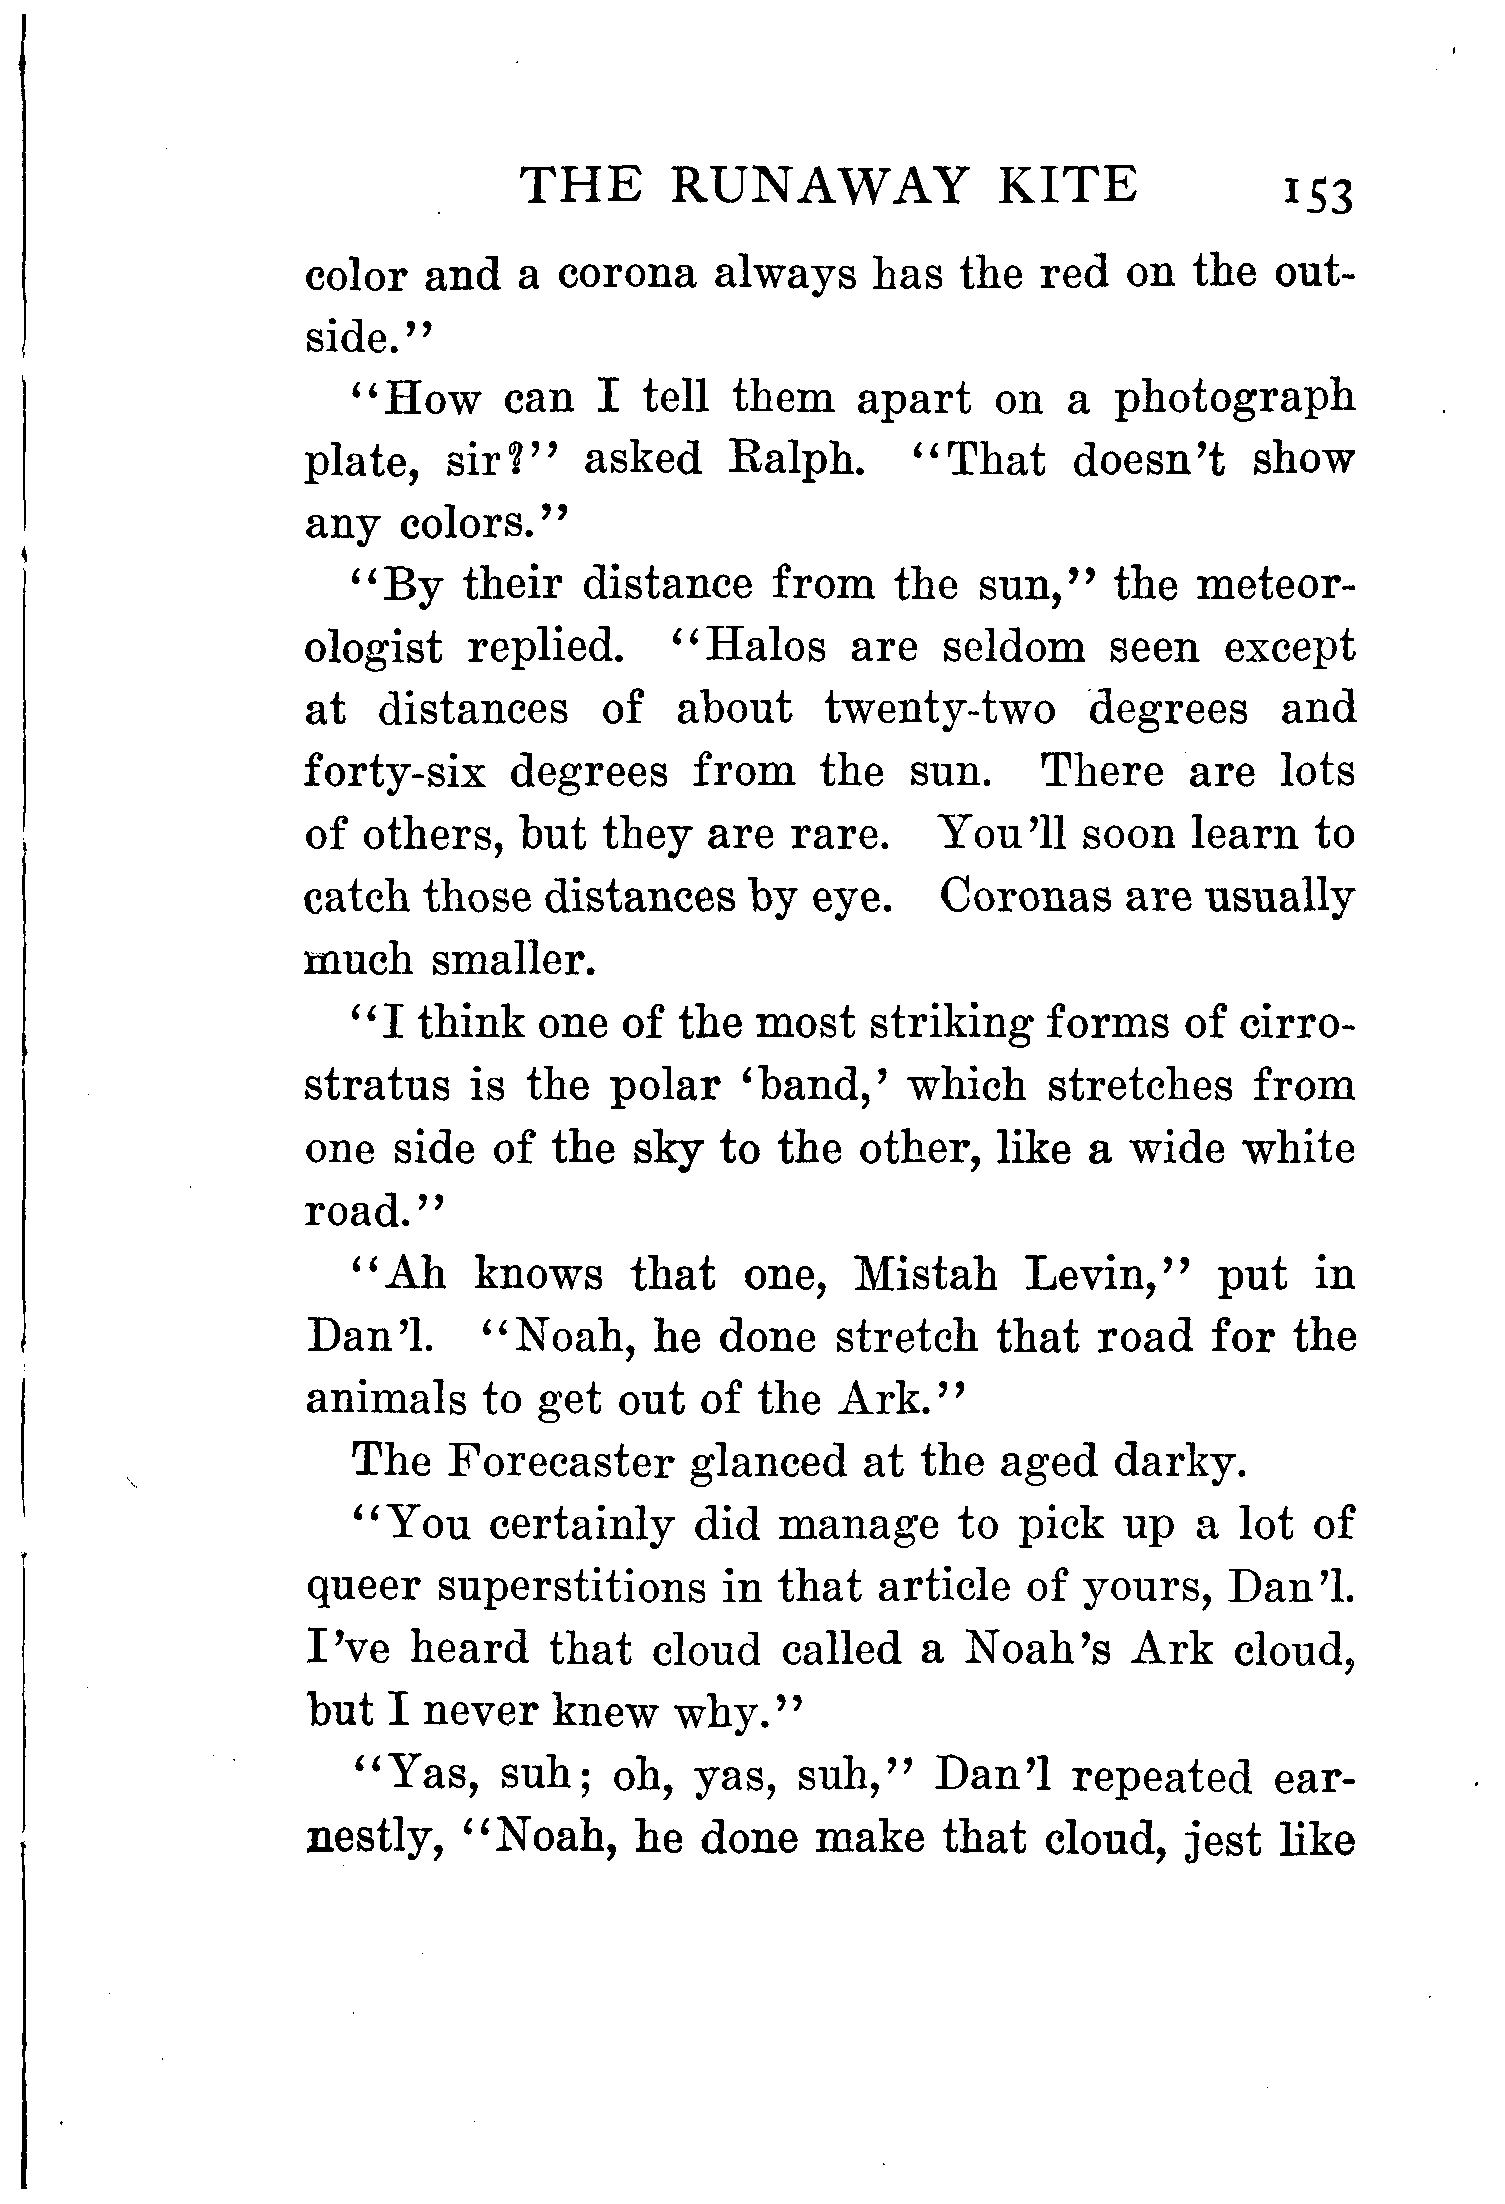 THE RUNAWAY KITE 153
color and a corona always has the red on the out-
side."
"How can I tell them apart on a photograph
plate, sir?" asked Ralph. "That doesn't show
any colors."
"By their distance from the sun," the meteor-
ologist replied. "Halos are seldom seen except
at distances of about twenty-two degrees and
forty-six degrees from the sun. There are lots
of others, but they are rare. You'll soon learn to
catch those distances by eye. Coronas are usually
much smaller.
"I think one of the most striking forms of cirro-
stratus is the polar 'band,' which stretches from
one side of the sky to the other, like a wide white
road."
"Ah knows that one, Mistah Levin," put in
Dan'l. "Noah, he done stretch that road for the
animals to get out of the Ark."
The Forecaster glanced at the aged darky.
"You certainly did manage to pick up a lot of
queer superstitions in that article of yours, Dan'l.
I've heard that cloud called a Noah's Ark cloud,
but I never knew why."
"Yas, suh; oh, yas, suh," Dan'l repeated ear-
nestly, "Noah, he done make that cloud, jest like